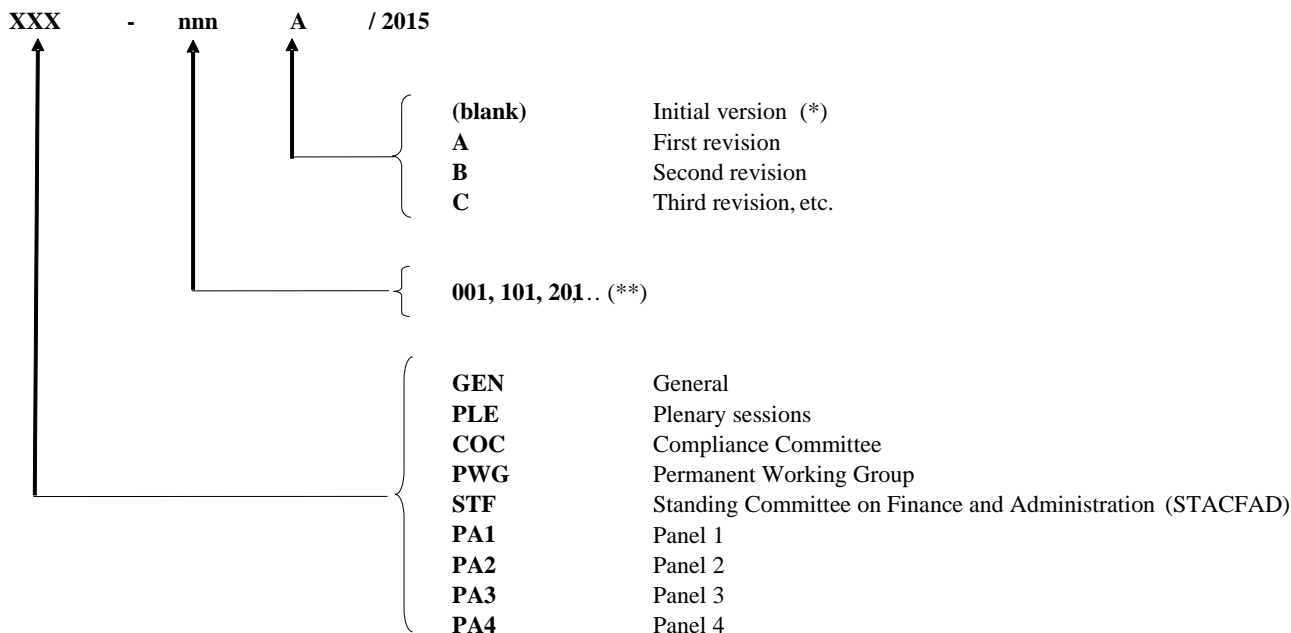 XXX - nnn A / 2015
(blank) Initial version (*)
A First revision
B Second revision
C Third revision, etc.
001, 101, 201,.. (**)
GEN General
PLE Plenary sessions
COC Compliance Committee
PWG Permanent Working Group
STF Standing Committee on Finance and Administration (STACFAD)
PA1 Panel 1
PA2 Panel 2
PA3 Panel 3
PA4 Panel 4